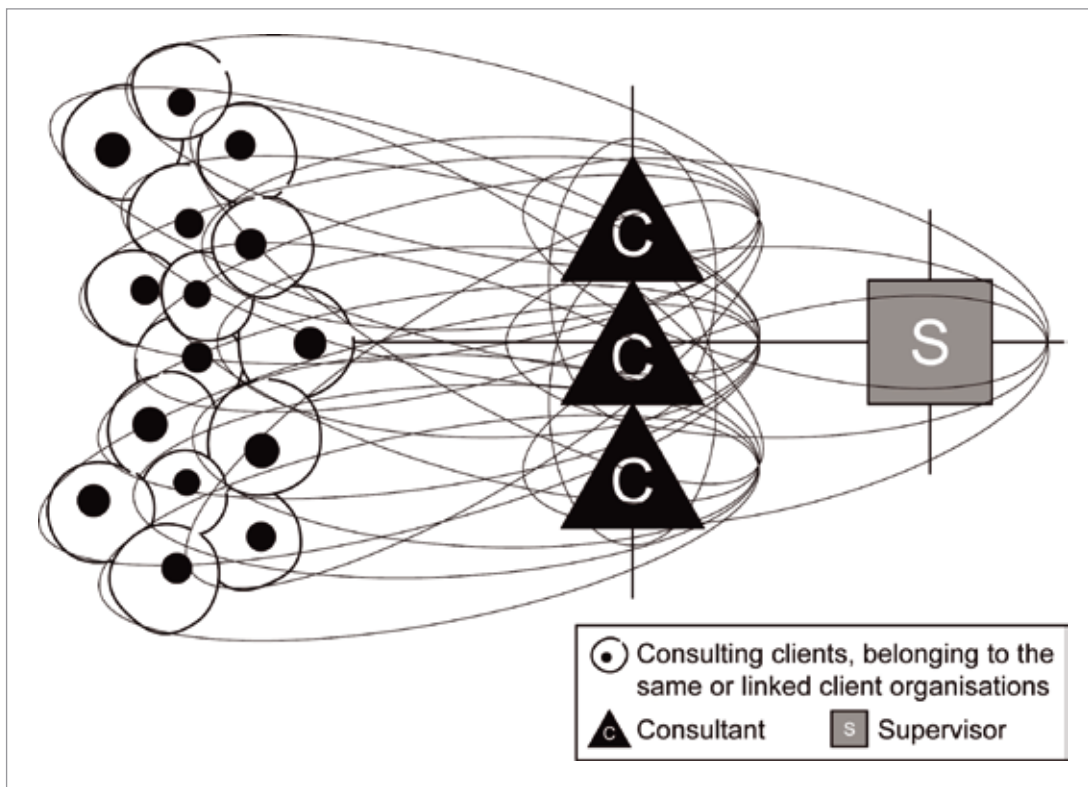 C
C
S
C
Consulting clients, belonging to the
same or linked client organisations
C Consultant S Supervisor